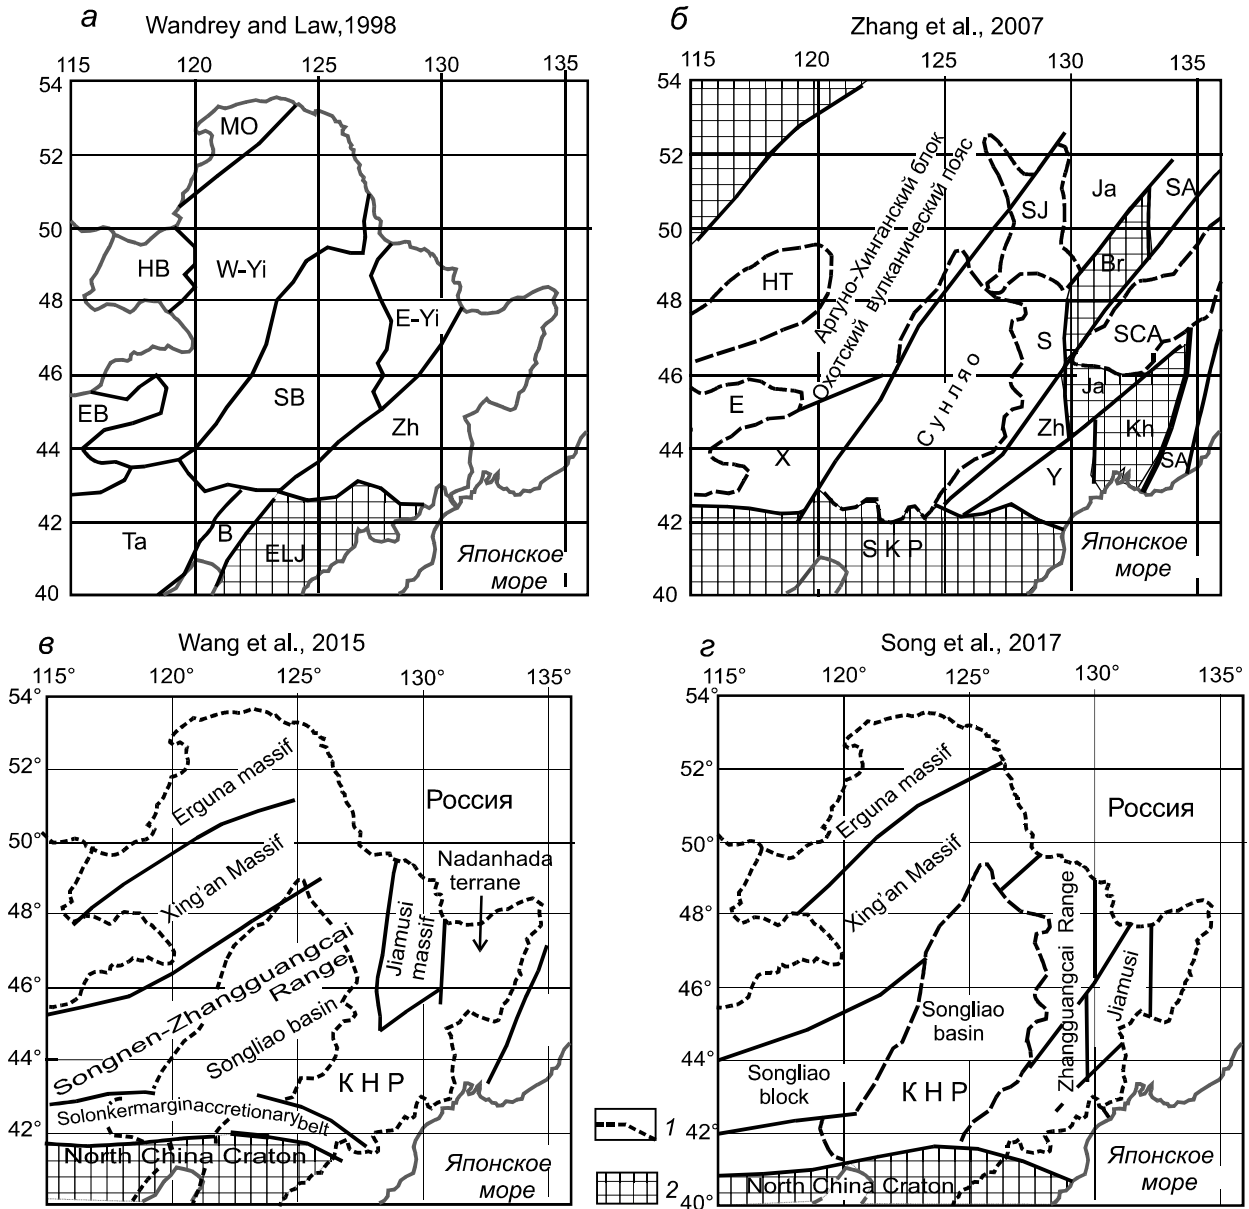 а
Wandrey and Law,1998
115 120 125 130 135
54
52
50
48
46
44
42
40
MO
HB
W-Yi
E-Yi
EB
SB
Zh
Ta
B
ELJ
Японское
море
б
Zhang et al., 2007
115 120 125 130 135
54
52
50
48
46
44
42
40
Аргуно-Хинганский блок
Охотский вулканический пояс
SJ
Ja
SA
HT
Br
S
SCA
E
Сунляо
Ja
Zh
Kh
X
Y
SA
SKP
Японское
море
в
Wang et al., 2015
115° 120° 125° 130° 135°
54°
52°
50°
48°
46°
44°
42°
Erguna massif
Россия
Xing'an Massif
Nadanhada
terrane
Jiamusi
massif
Songnen-Zhangguangcai
Range
Songliao basin
КНР
Solonkermarginaccretionary belt
North China Craton
Японское
море
г
Song et al., 2017
115° 120° 125° 130° 135°
54°
52°
50°
48°
46°
44°
42°
40°
Erguna massif
Россия
Xing'an Massif
Zhangguangcai Range
Jiamusi
Songliao
basin
Songliao
block
КНР
North China Craton
Японское
море
1
2